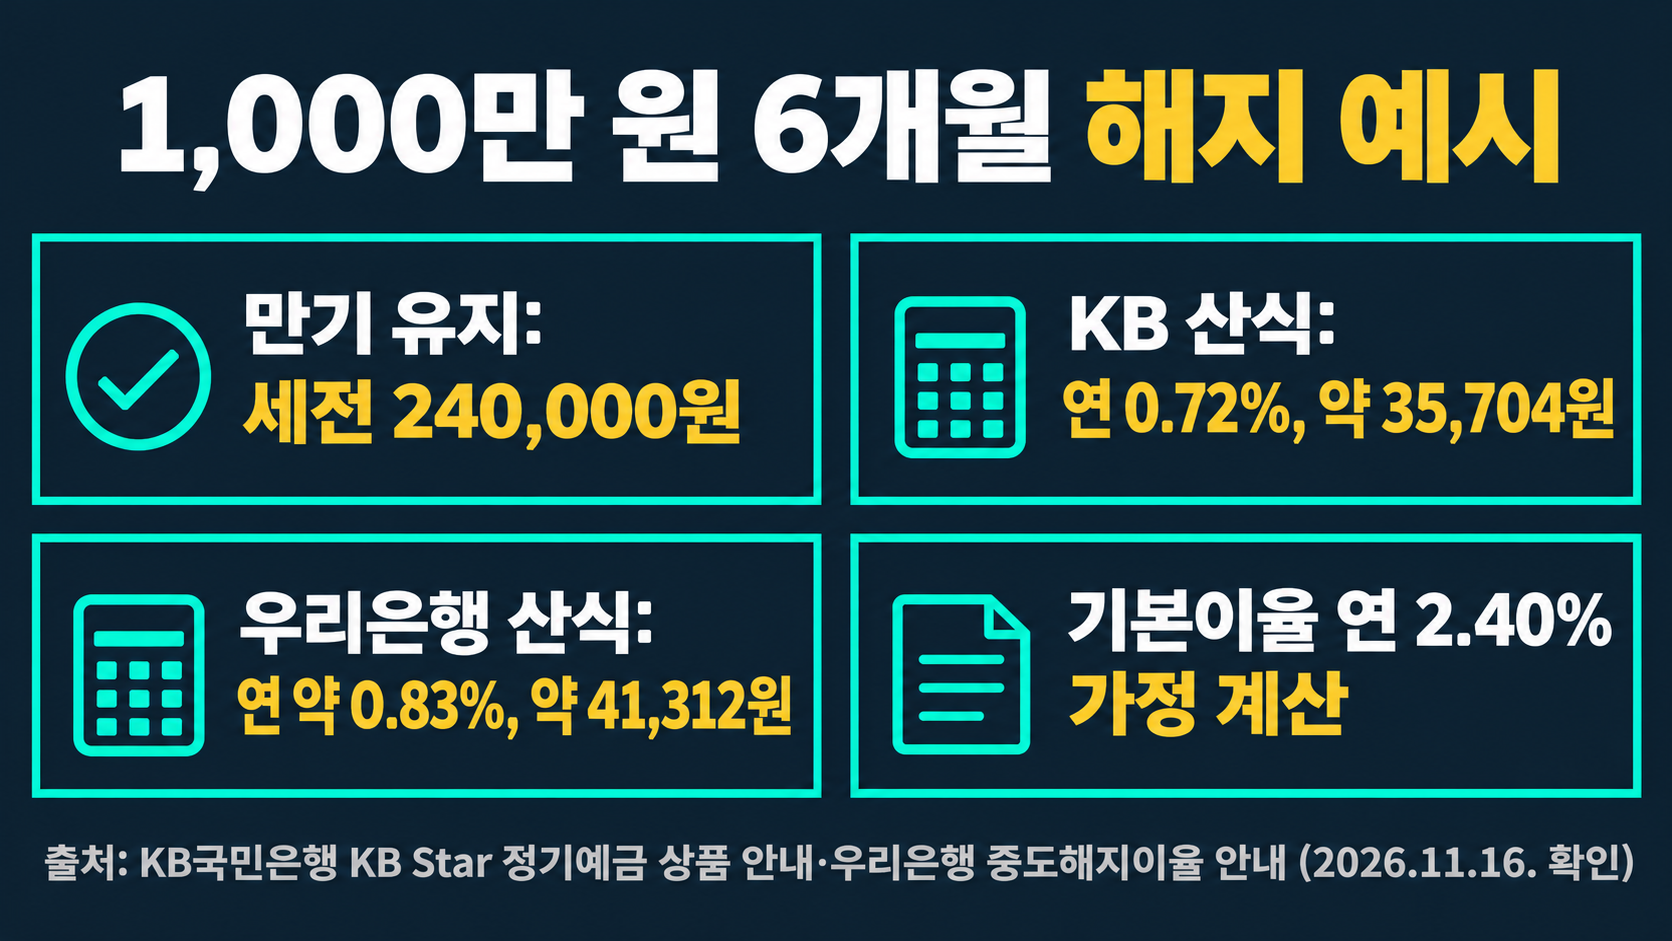 1,000만 원 6개월 해지 예시
만기 유지:
세전 240,000원
KB 산식:
연 0.72%, 약 35,704원
우리은행 산식:
연 약 0.83%, 약 41,312원
기본이율 연 2.40%
가정 계산
출처: KB국민은행 KB Star 정기예금 상품 안내·우리은행 중도해지이율 안내 (2026.11.16. 확인)